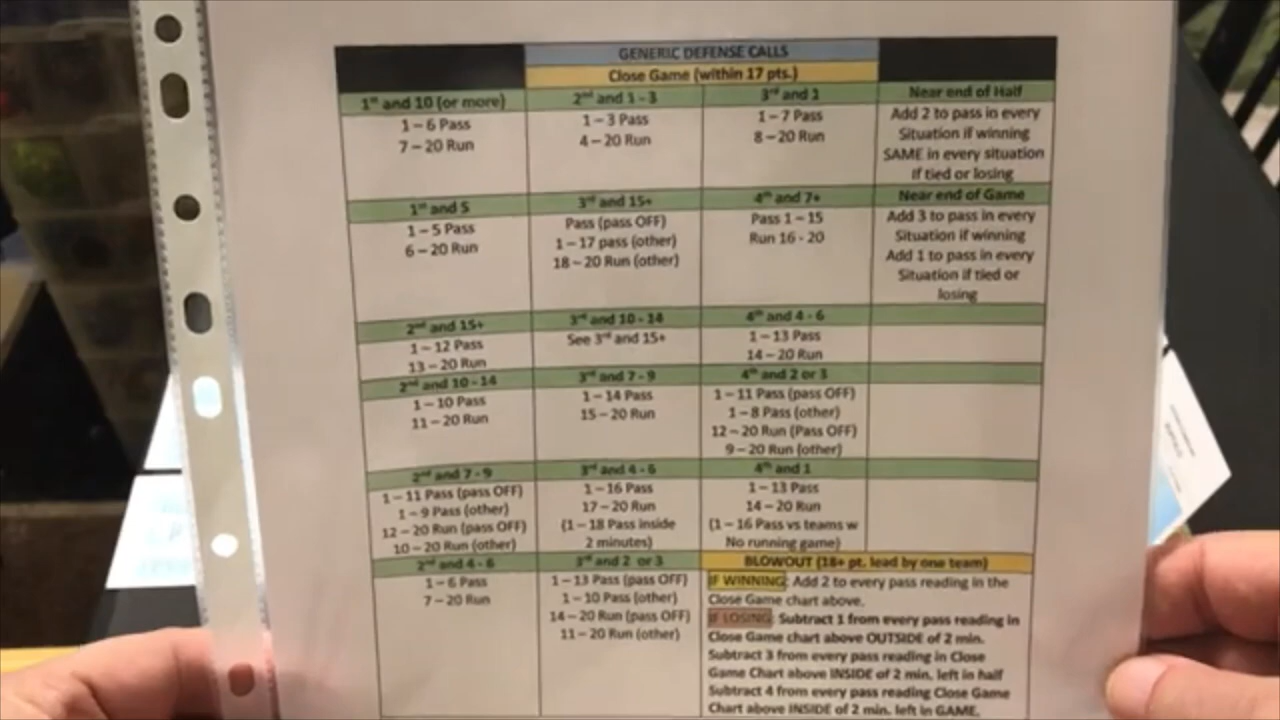 GENERIC DEFENSE CALLS
Close Game (within 17 pts.)
1st and 10 (or more)
1 – 6 Pass
7 – 20 Run
2nd and 1 - 3
1 – 3 Pass
4 – 20 Run
3rd and 1
1 – 7 Pass
8 – 20 Run
Near end of Half
Add 2 to pass in every
Situation if winning
SAME in every situation
If tied or losing
1st and 5
1 – 5 Pass
6 – 20 Run
3rd and 15+
Pass (pass OFF)
1 – 17 pass (other)
18 – 20 Run (other)
4th and 7+
Pass 1 – 15
Run 16 - 20
Near end of Game
Add 3 to pass in every
Situation if winning
Add 1 to pass in every
Situation if tied or
losing
2nd and 15+
1 – 12 Pass
13 – 20 Run
3rd and 10 - 14
See 3rd and 15+
4th and 4 - 6
1 – 13 Pass
14 – 20 Run
2nd and 10 - 14
1 – 10 Pass
11 – 20 Run
3rd and 7 - 9
1 – 14 Pass
15 – 20 Run
4th and 2 or 3
1 – 11 Pass (pass OFF)
1 – 8 Pass (other)
12 – 20 Run (Pass OFF)
9 – 20 Run (other)
2nd and 7 - 9
1 – 11 Pass (pass OFF)
1 – 9 Pass (other)
12 – 20 Run (pass OFF)
10 – 20 Run (other)
3rd and 4 - 6
1 – 16 Pass
17 – 20 Run
(1 – 18 Pass inside
2 minutes)
4th and 1
1 – 13 Pass
14 – 20 Run
(1 – 16 Pass vs teams w
No running game)
2nd and 4 - 6
1 – 6 Pass
7 – 20 Run
3rd and 2 or 3
1 – 13 Pass (pass OFF)
1 – 10 Pass (other)
14 – 20 Run (pass OFF)
11 – 20 Run (other)
BLOWOUT (18+ pt. lead by one team)
IF WINNING: Add 2 to every pass reading in the
Close Game chart above.
IF LOSING: Subtract 1 from every pass reading in
Close Game chart above OUTSIDE of 2 min.
Subtract 3 from every pass reading in Close
Game Chart above INSIDE of 2 min. left in half
Subtract 4 from every pass reading Close Game
Chart above INSIDE of 2 min. left in GAME.